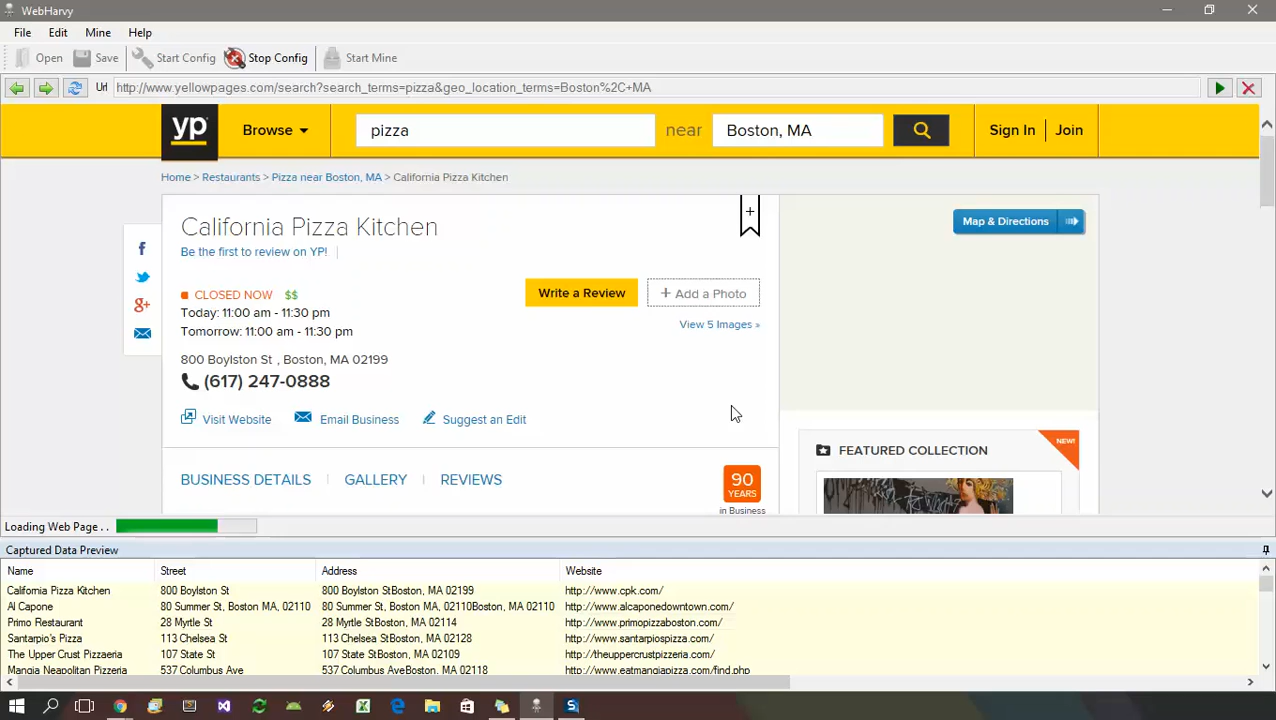 WebHarvy
File Edit Mine Help
Open Save Start Config Stop Config Start Mine
Url http://www.yellowpages.com/search?search_terms=pizza&geo_location_terms=Boston%2C+MA
yp Browse pizza near Boston, MA Sign In Join
Home > Restaurants > Pizza near Boston, MA > California Pizza Kitchen
California Pizza Kitchen
Be the first to review on YP!
Map & Directions
CLOSED NOW $$
Write a Review + Add a Photo
Today: 11:00 am - 11:30 pm
Tomorrow: 11:00 am - 11:30 pm
View 5 Images »
800 Boylston St , Boston, MA 02199
(617) 247-0888
Visit Website Email Business Suggest an Edit
FEATURED COLLECTION NEW!
BUSINESS DETAILS GALLERY REVIEWS
90 YEARS
in Business
Loading Web Page . .
Captured Data Preview
Name Street Address Website
California Pizza Kitchen 800 Boylston St 800 Boylston StBoston, MA 02199 http://www.cpk.com/
Al Capone 80 Summer St, Boston MA, 02110 80 Summer St, Boston MA, 02110Boston, MA 02110 http://www.alcaponedowntown.com/
Primo Restaurant 28 Myrtle St 28 Myrtle StBoston, MA 02114 http://www.primopizzaboston.com/
Santarpio's Pizza 113 Chelsea St 113 Chelsea StBoston, MA 02128 http://www.santarpiospizza.com/
The Upper Crust Pizzaeria 107 State St 107 State StBoston, MA 02109 http://theuppercrustpizzeria.com/
Mangia Neapolitan Pizzeria 537 Columbus Ave 537 Columbus AveBoston, MA 02118 http://www.eatmangiapizza.com/find.php